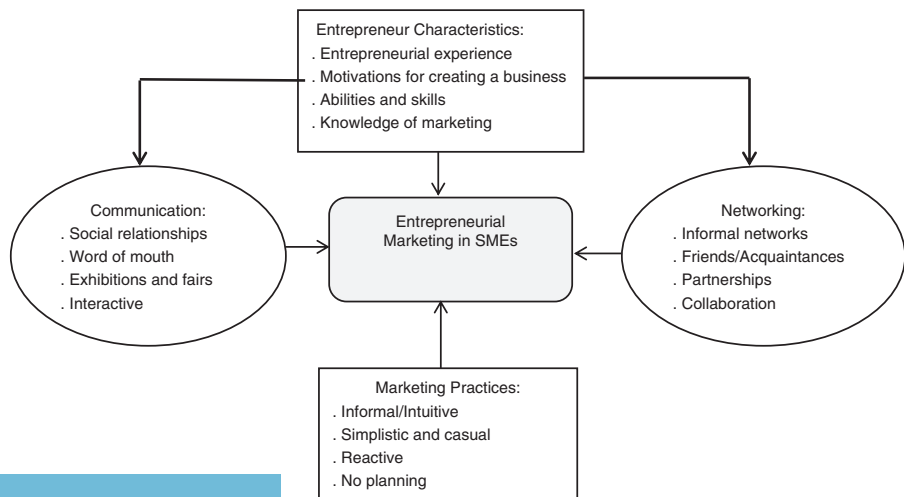 Entrepreneur Characteristics:
. Entrepreneurial experience
. Motivations for creating a business
. Abilities and skills
. Knowledge of marketing
Communication:
. Social relationships
. Word of mouth
. Exhibitions and fairs
. Interactive
Entrepreneurial
Marketing in SMEs
Networking:
. Informal networks
. Friends/Acquaintances
. Partnerships
. Collaboration
Marketing Practices:
. Informal/Intuitive
. Simplistic and casual
. Reactive
. No planning